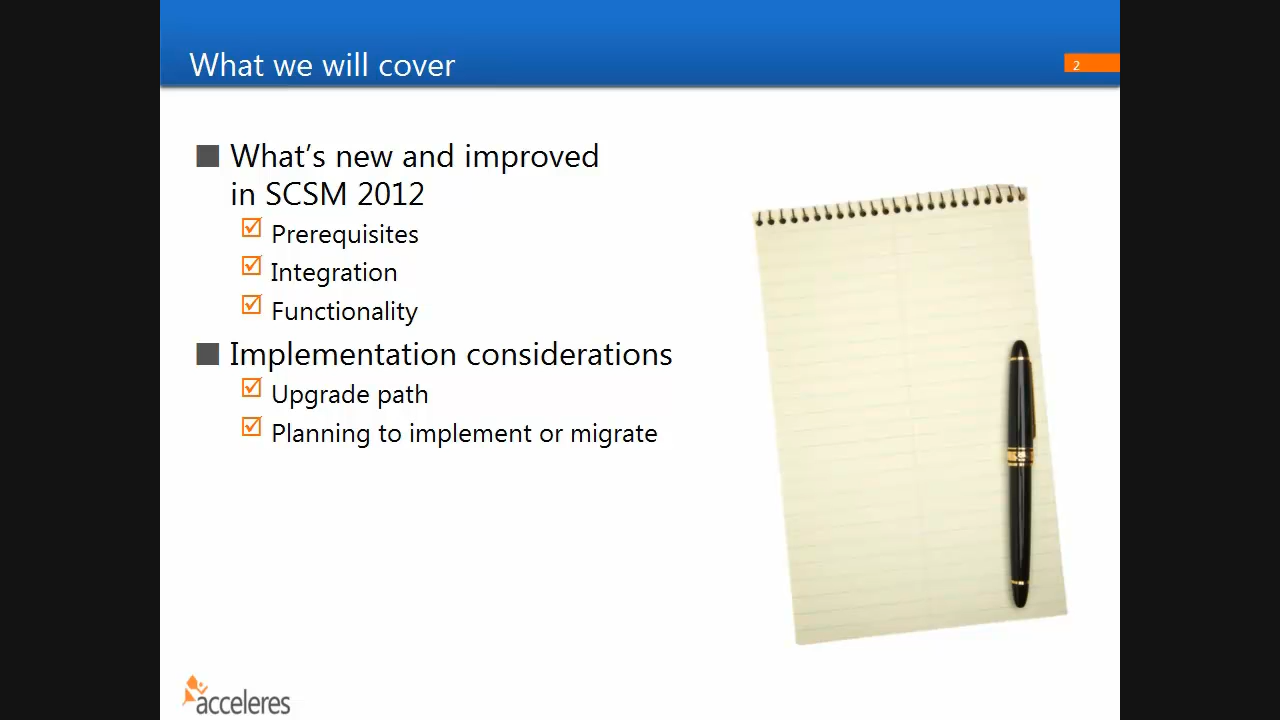 What we will cover
2
What's new and improved
in SCSM 2012
Prerequisites
Integration
Functionality
Implementation considerations
Upgrade path
Planning to implement or migrate
acceleres